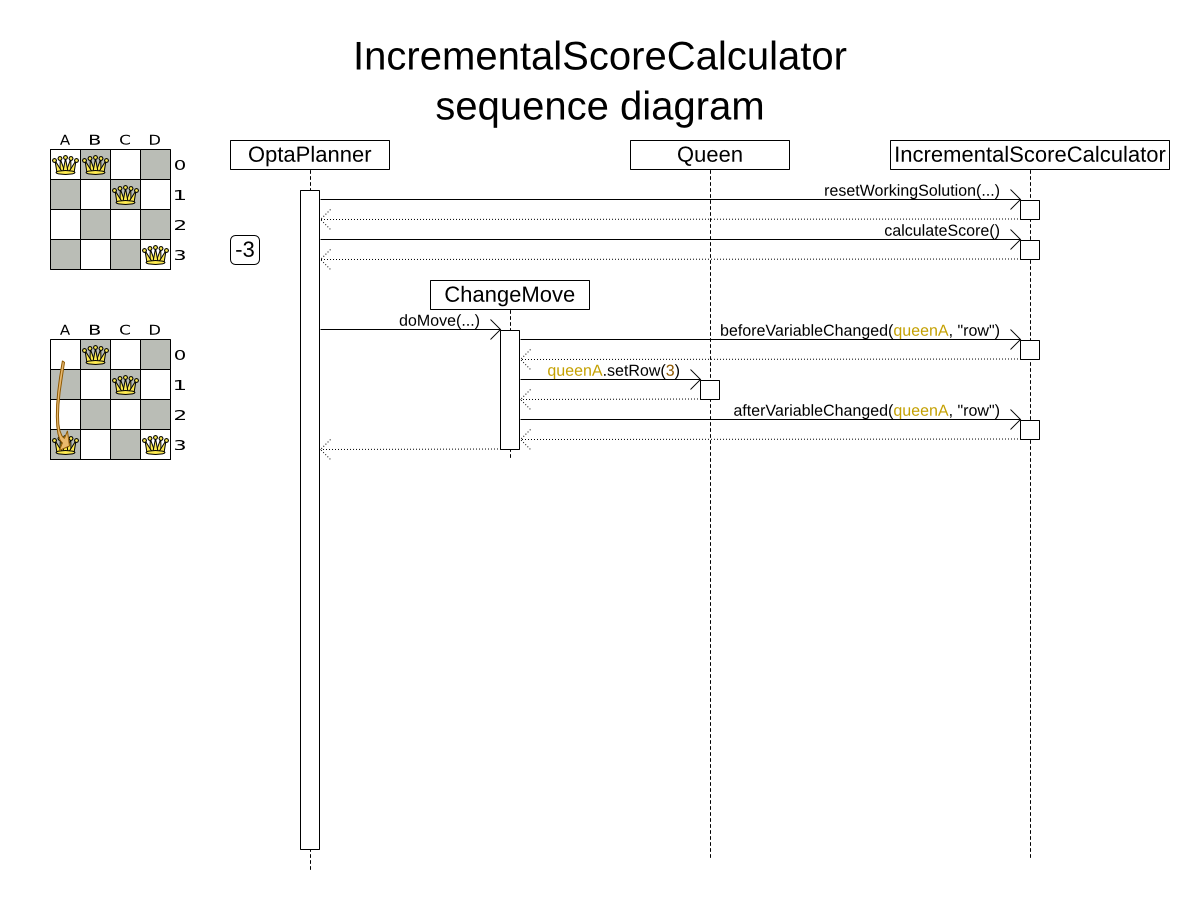 IncrementalScoreCalculator
sequence diagram
A B C D
0
1
2
3
OptaPlanner
Queen
IncrementalScoreCalculator
resetWorkingSolution(...)
calculateScore()
-3
ChangeMove
doMove(...)
beforeVariableChanged(queenA, "row")
queenA.setRow(3)
afterVariableChanged(queenA, "row")
A B C D
0
1
2
3